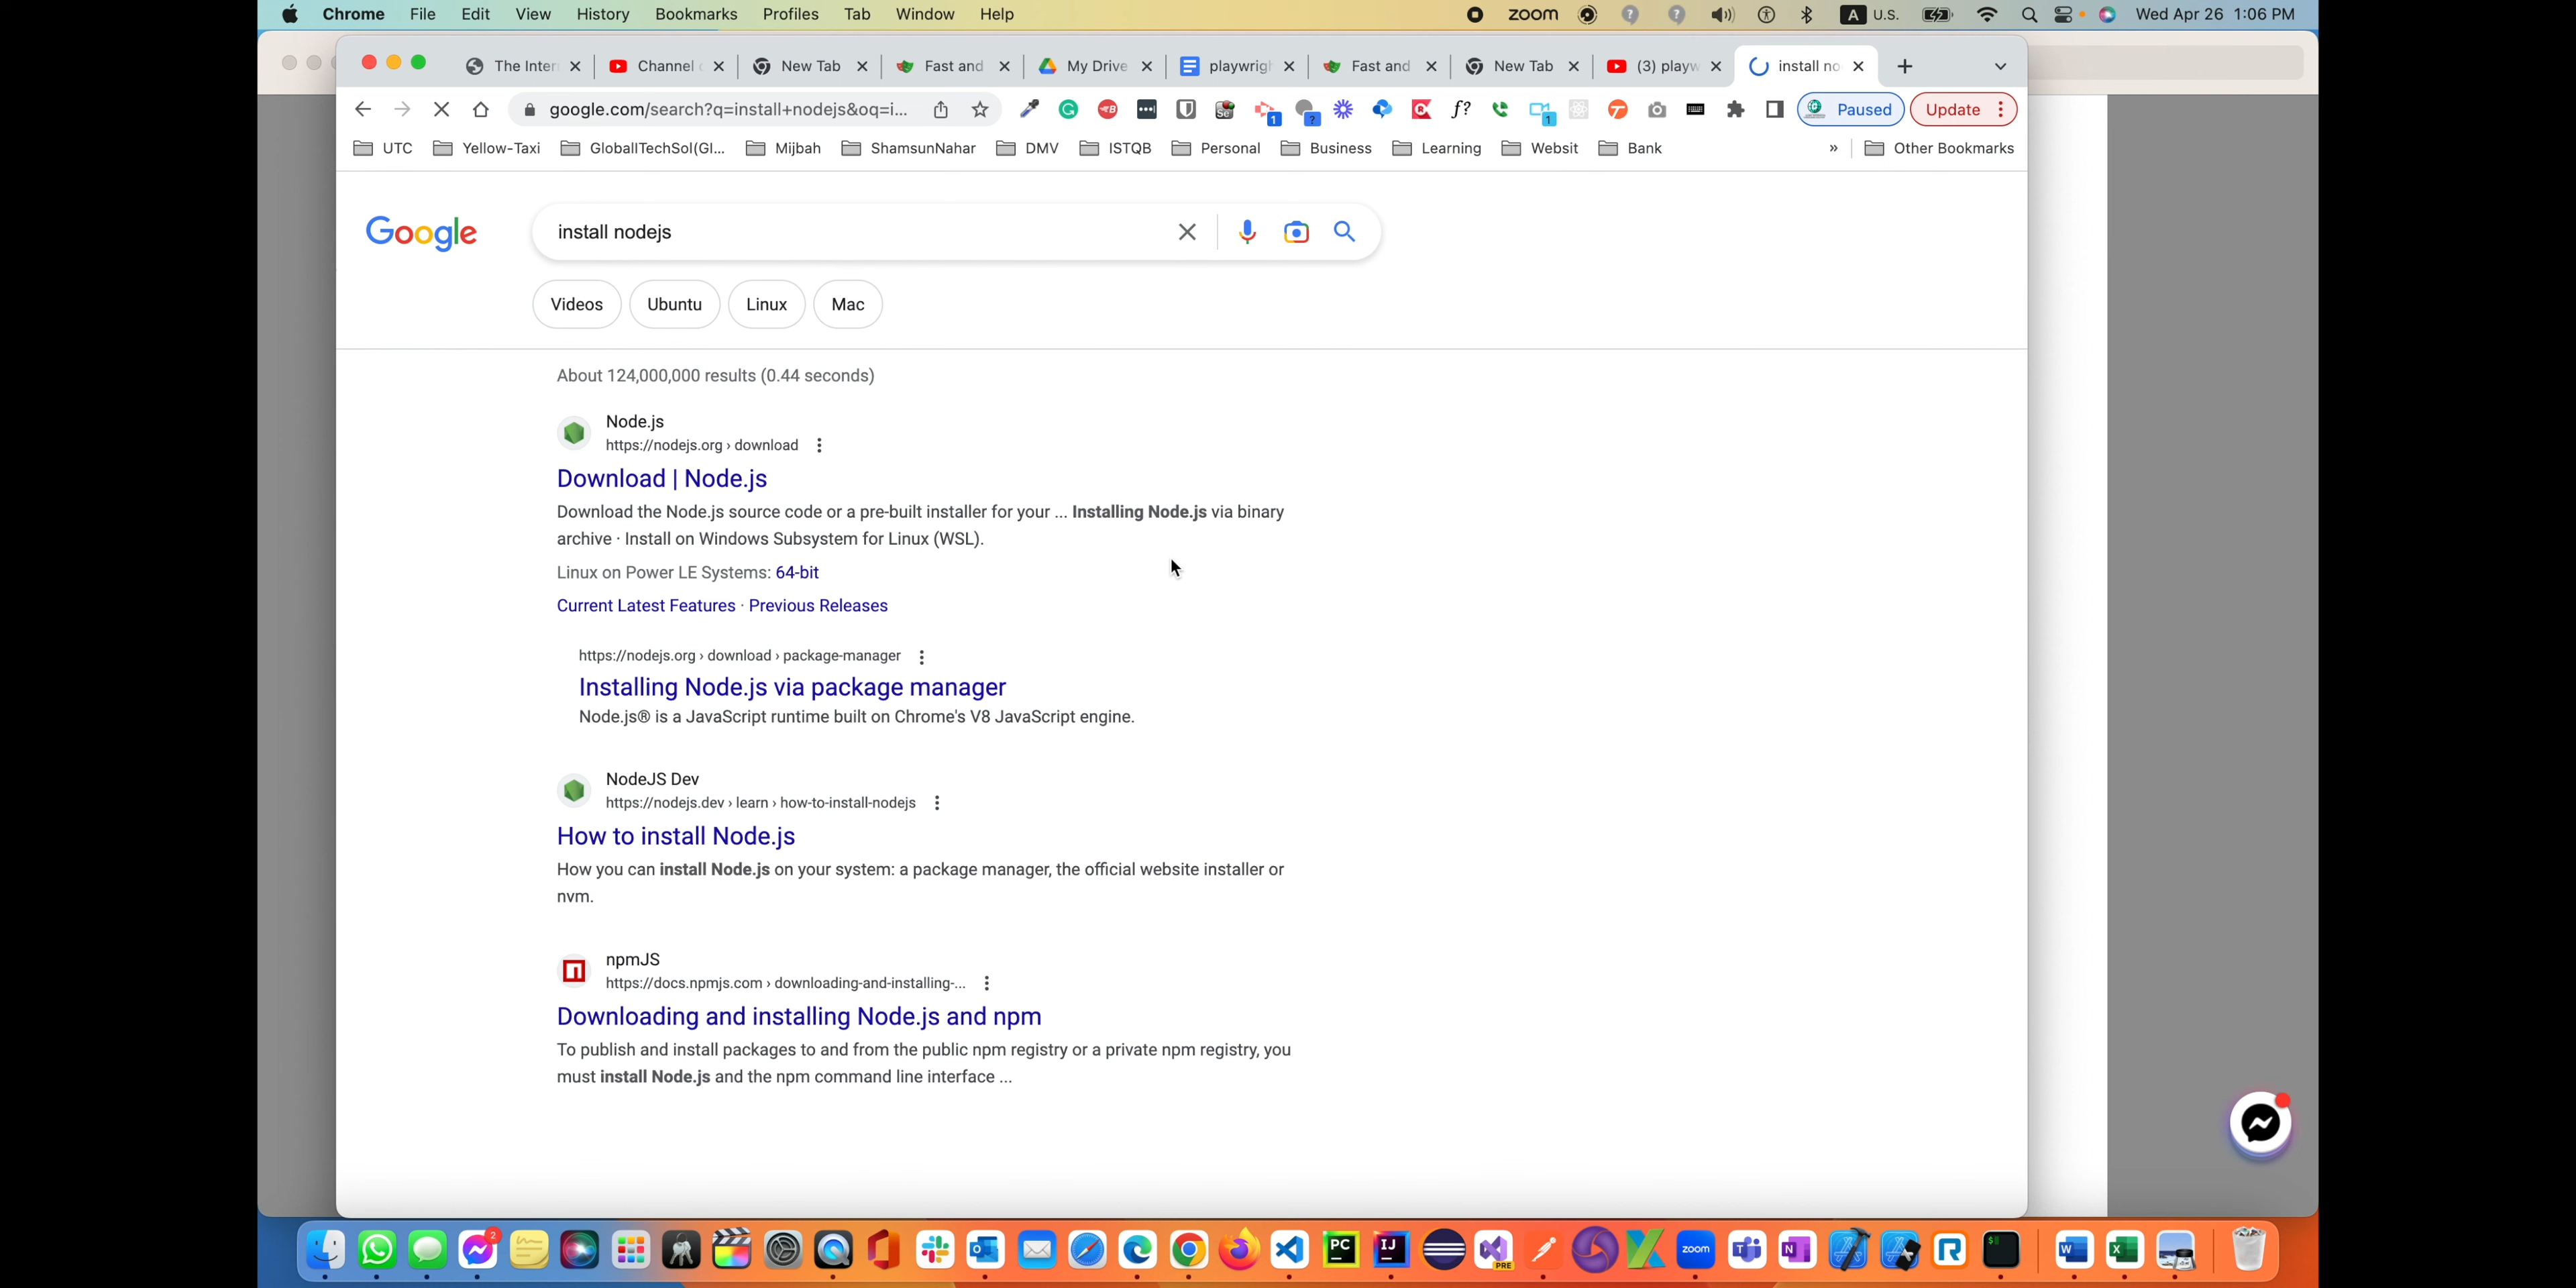 Chrome File Edit View History Bookmarks Profiles Tab Window Help zoom A U.S. Wed Apr 26 1:06 PM
The Inter Channel New Tab Fast and My Drive playwrigh Fast and New Tab (3) playw install no
google.com/search?q=install+nodejs&oq=i... f? Paused Update
UTC Yellow-Taxi GloballTechSol(Gl... Mijbah ShamsunNahar DMV ISTQB Personal Business Learning Websit Bank » Other Bookmarks
Google install nodejs
Videos Ubuntu Linux Mac
About 124,000,000 results (0.44 seconds)
Node.js
https://nodejs.org › download
Download | Node.js
Download the Node.js source code or a pre-built installer for your ... Installing Node.js via binary
archive · Install on Windows Subsystem for Linux (WSL).
Linux on Power LE Systems: 64-bit
Current Latest Features · Previous Releases
https://nodejs.org › download › package-manager
Installing Node.js via package manager
Node.js® is a JavaScript runtime built on Chrome's V8 JavaScript engine.
NodeJS Dev
https://nodejs.dev › learn › how-to-install-nodejs
How to install Node.js
How you can install Node.js on your system: a package manager, the official website installer or
nvm.
npmJS
https://docs.npmjs.com › downloading-and-installing-...
Downloading and installing Node.js and npm
To publish and install packages to and from the public npm registry or a private npm registry, you
must install Node.js and the npm command line interface ...
2 PC IJ PRE zoom N R W X